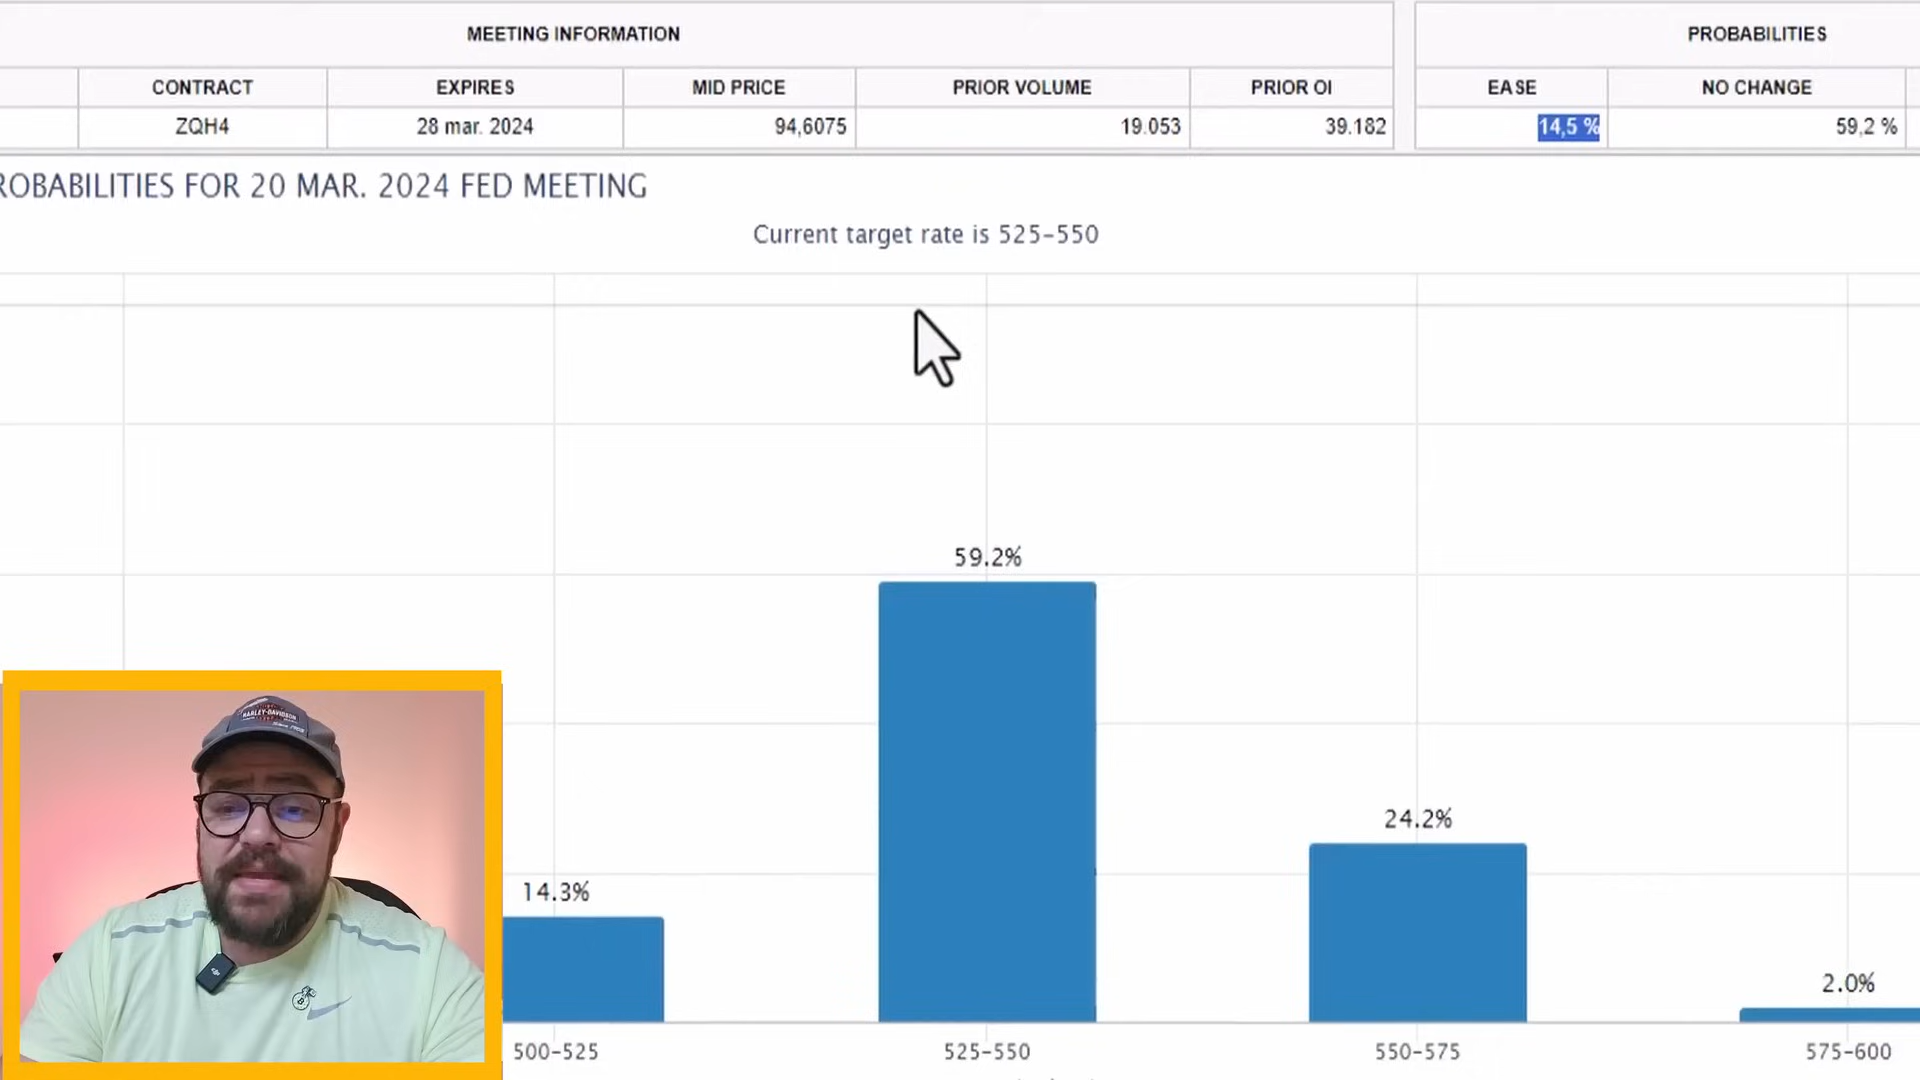 MEETING INFORMATION
PROBABILITIES
CONTRACT EXPIRES MID PRICE PRIOR VOLUME PRIOR OI EASE NO CHANGE
ZQH4 28 mar. 2024 94,6075 19.053 39.182 14,5 % 59,2 %
ROBABILITIES FOR 20 MAR. 2024 FED MEETING
Current target rate is 525-550
59.2%
24.2%
14.3%
2.0%
500-525 525-550 550-575 575-600
HARLEY-DAVIDSON